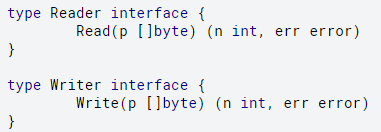 type Reader interface {
        Read(p []byte) (n int, err error)
}

type Writer interface {
        Write(p []byte) (n int, err error)
}